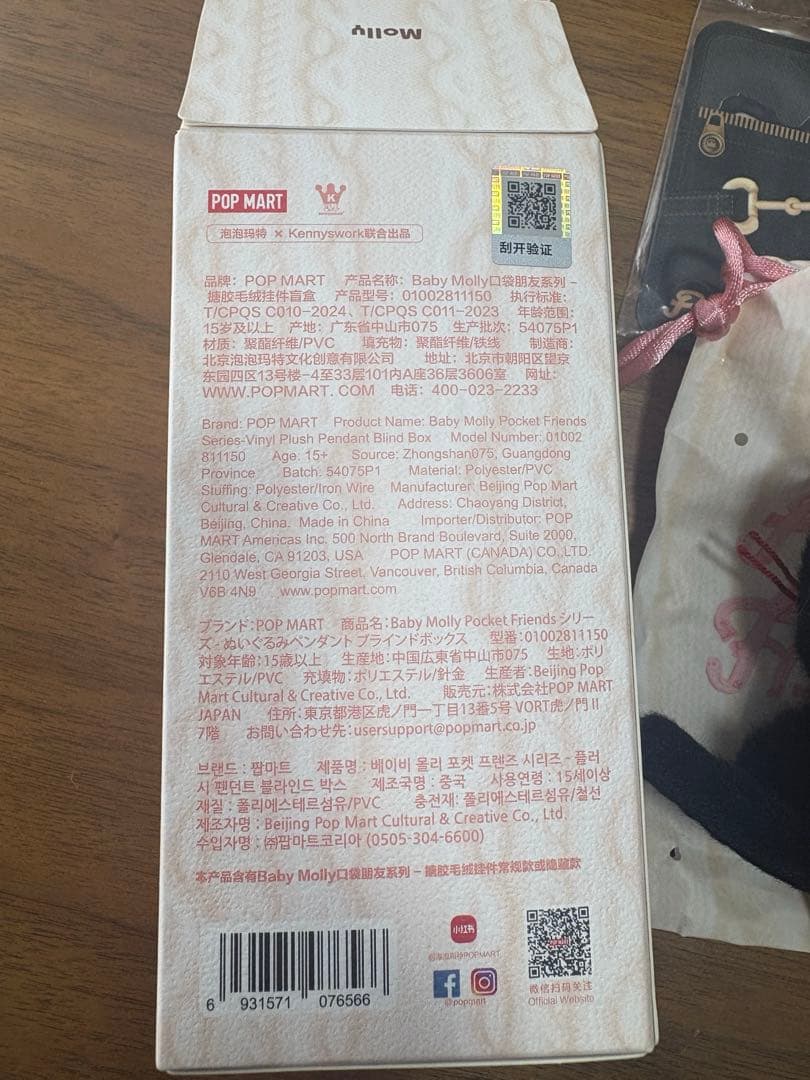 Molly
POP MART
K
泡泡玛特 × Kennyswork联合出品
刮开验证
品牌：POP MART 产品名称：Baby Molly口袋朋友系列 –
搪胶毛绒挂件盲盒 产品型号：01002811150 执行标准：
T/CPQS C010-2024、T/CPQS C011-2023 年龄范围：
15岁及以上 产地：广东省中山市075 生产批次：54075P1
材质：聚酯纤维/PVC 填充物：聚酯纤维/铁线 制造商：
北京泡泡玛特文化创意有限公司 地址：北京市朝阳区望京
东园四区13号楼-4至33层101内A座36层3606室 网址：
WWW.POPMART.COM 电话：400-023-2233
Brand: POP MART Product Name: Baby Molly Pocket Friends
Series-Vinyl Plush Pendant Blind Box Model Number: 01002
811150 Age: 15+ Source: Zhongshan075, Guangdong
Province Batch: 54075P1 Material: Polyester/PVC
Stuffing: Polyester/Iron Wire Manufacturer: Beijing Pop Mart
Cultural & Creative Co., Ltd. Address: Chaoyang District,
Beijing, China. Made in China Importer/Distributor: POP
MART Americas Inc. 500 North Brand Boulevard, Suite 2000,
Glendale, CA 91203, USA POP MART (CANADA) CO.,LTD.
2110 West Georgia Street, Vancouver, British Columbia, Canada
V6B 4N9 www.popmart.com
ブランド：POP MART 商品名：Baby Molly Pocket Friends シリー
ズ - ぬいぐるみペンダント ブラインドボックス 型番：01002811150
対象年齢：15歳以上 生産地：中国広東省中山市075 生地：ポリ
エステル/PVC 充填物：ポリエステル/針金 生産者：Beijing Pop
Mart Cultural & Creative Co., Ltd. 販売元：株式会社POP MART
JAPAN 住所：東京都港区虎ノ門一丁目13番5号 VORT虎ノ門 II
7階 お問い合わせ先：usersupport@popmart.co.jp
브랜드 : 팝마트 제품명 : 베이비 몰리 포켓 프렌즈 시리즈 - 플러
시 팬던트 블라인드 박스 제조국명 : 중국 사용연령 : 15세이상
재질 : 폴리에스테르섬유/PVC 충전재: 폴리에스테르섬유/철선
제조자명 : Beijing Pop Mart Cultural & Creative Co., Ltd.
수입자명 : ㈜팝마트코리아 (0505-304-6600)
本产品含有Baby Molly口袋朋友系列 – 搪胶毛绒挂件常规款或隐藏款
小红书
@泡泡玛特POPMART
@popmart
POP MART
微信扫码关注
Official Website
6 931571 076566